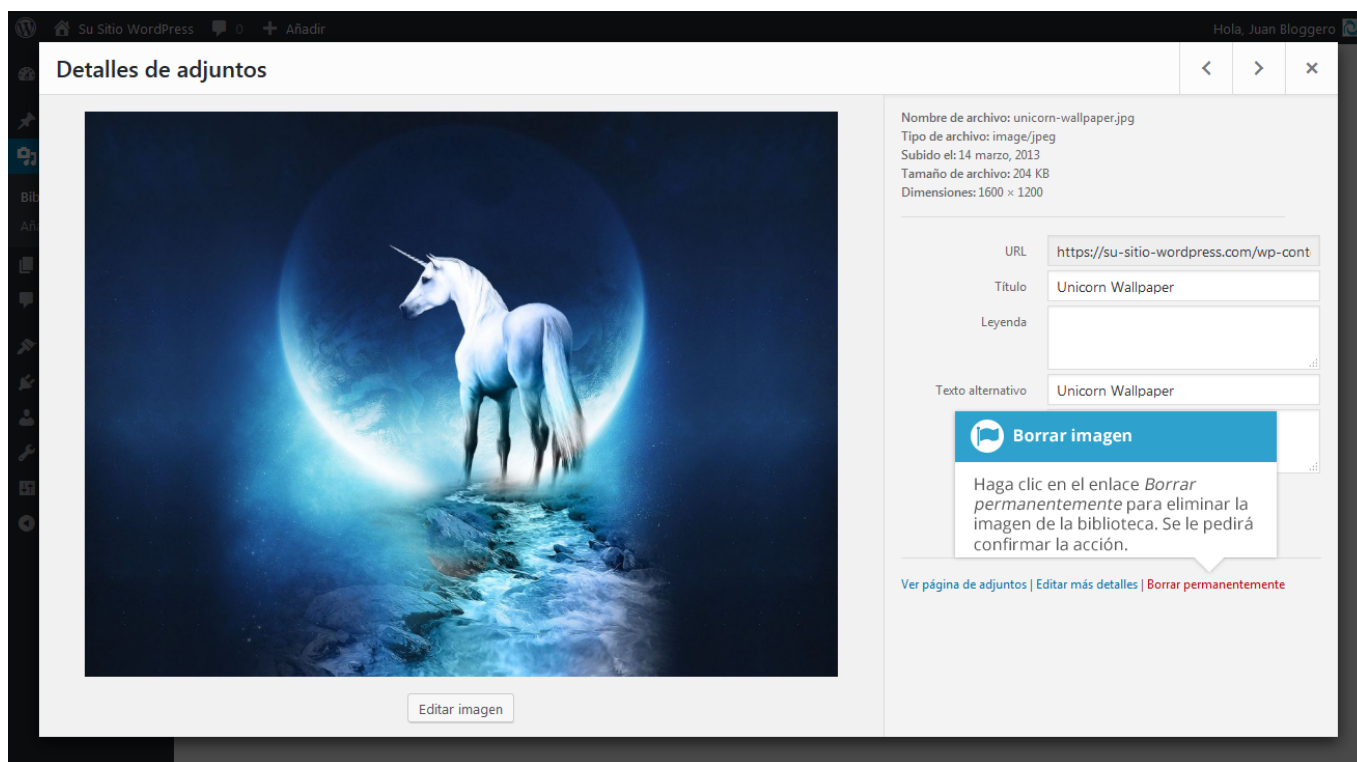 Su Sitio WordPress 0 + Añadir
Hola, Juan Bloggero
Detalles de adjuntos
Nombre de archivo: unicorn-wallpaper.jpg
Tipo de archivo: image/jpeg
Subido el: 14 marzo, 2013
Tamaño de archivo: 204 KB
Dimensiones: 1600 × 1200
Bib
Aña
URL https://su-sitio-wordpress.com/wp-cont
Título Unicorn Wallpaper
Leyenda
Texto alternativo Unicorn Wallpaper
Borrar imagen
Haga clic en el enlace Borrar
permanentemente para eliminar la
imagen de la biblioteca. Se le pedirá
confirmar la acción.
Ver página de adjuntos | Editar más detalles | Borrar permanentemente
Editar imagen